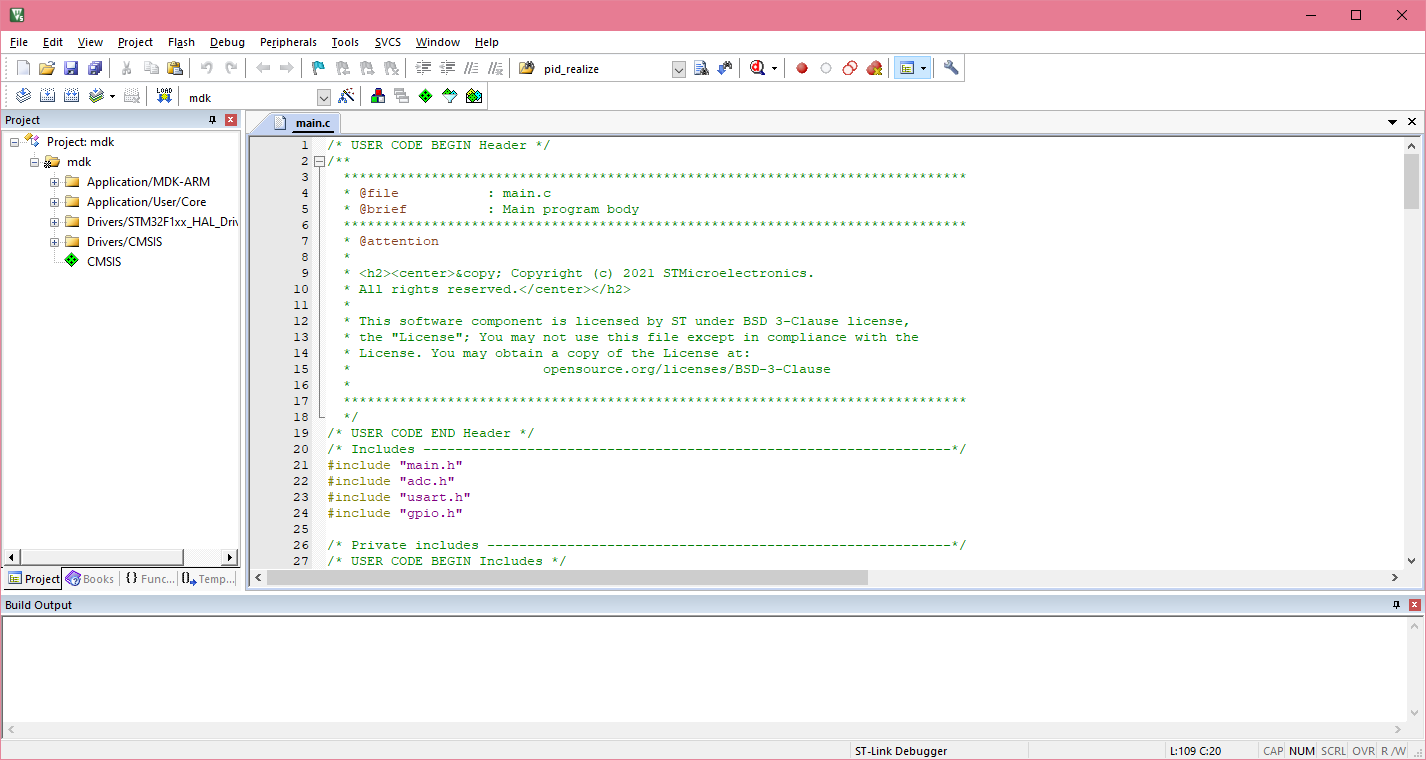 File Edit View Project Flash Debug Peripherals Tools SVCS Window Help
pid_realize
LOAD mdk
Project
main.c
Project: mdk
mdk
Application/MDK-ARM
Application/User/Core
Drivers/STM32F1xx_HAL_Driv
Drivers/CMSIS
CMSIS
1 /* USER CODE BEGIN Header */
2 /**
3 ******************************************************************************
4 * @file : main.c
5 * @brief : Main program body
6 ******************************************************************************
7 * @attention
8 *
9 * <h2><center>&copy; Copyright (c) 2021 STMicroelectronics.
10 * All rights reserved.</center></h2>
11 *
12 * This software component is licensed by ST under BSD 3-Clause license,
13 * the "License"; You may not use this file except in compliance with the
14 * License. You may obtain a copy of the License at:
15 * opensource.org/licenses/BSD-3-Clause
16 *
17 ******************************************************************************
18 */
19 /* USER CODE END Header */
20 /* Includes ------------------------------------------------------------------*/
21 #include "main.h"
22 #include "adc.h"
23 #include "usart.h"
24 #include "gpio.h"
25
26 /* Private includes ----------------------------------------------------------*/
27 /* USER CODE BEGIN Includes */
Project Books {} Func... {} Temp...
Build Output
ST-Link Debugger L:109 C:20 CAP NUM SCRL OVR R /W